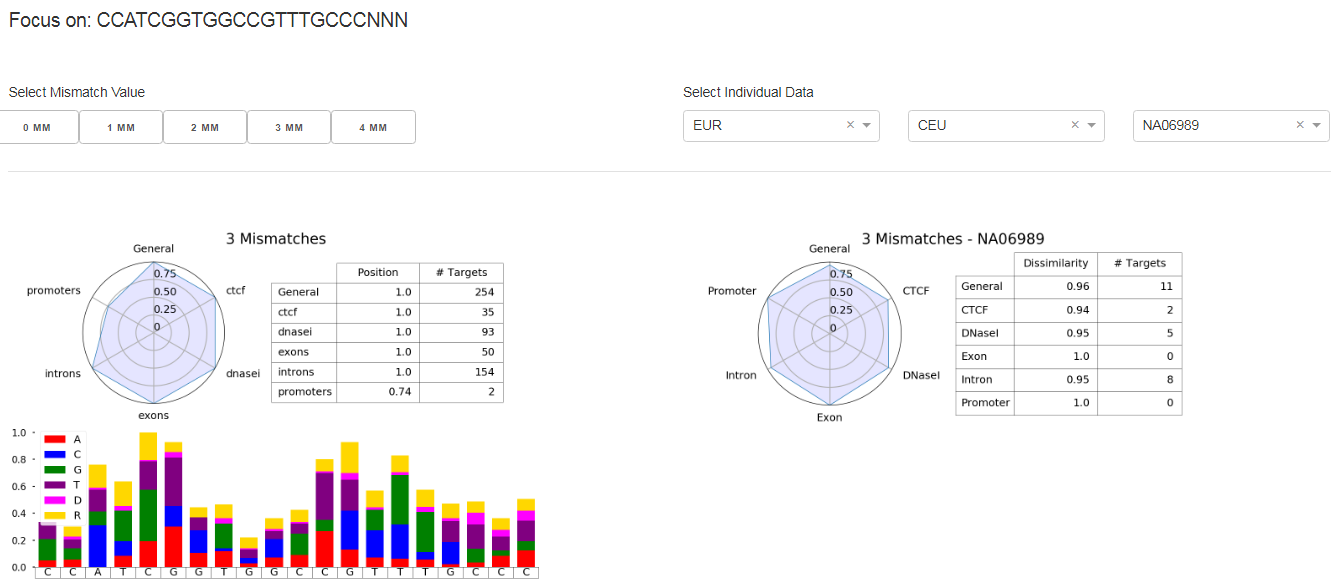 Focus on: CCATCGGTGGCCGTTTGCCCNNN
Select Mismatch Value
Select Individual Data
0 MM 1 MM 2 MM 3 MM 4 MM
EUR × CEU × NA06989 ×
3 Mismatches
General
0.75
0.50
0.25
0
ctcf
dnasei
exons
introns
promoters
Position # Targets
General 1.0 254
ctcf 1.0 35
dnasei 1.0 93
exons 1.0 50
introns 1.0 154
promoters 0.74 2
3 Mismatches - NA06989
General
0.75
0.50
0.25
0
CTCF
DNaseI
Exon
Intron
Promoter
Dissimilarity # Targets
General 0.96 11
CTCF 0.94 2
DNaseI 0.95 5
Exon 1.0 0
Intron 0.95 8
Promoter 1.0 0
1.0
0.8
0.6
0.4
0.2
0.0
A
C
G
T
D
R
C C A T C G G T G G C C G T T T G C C C